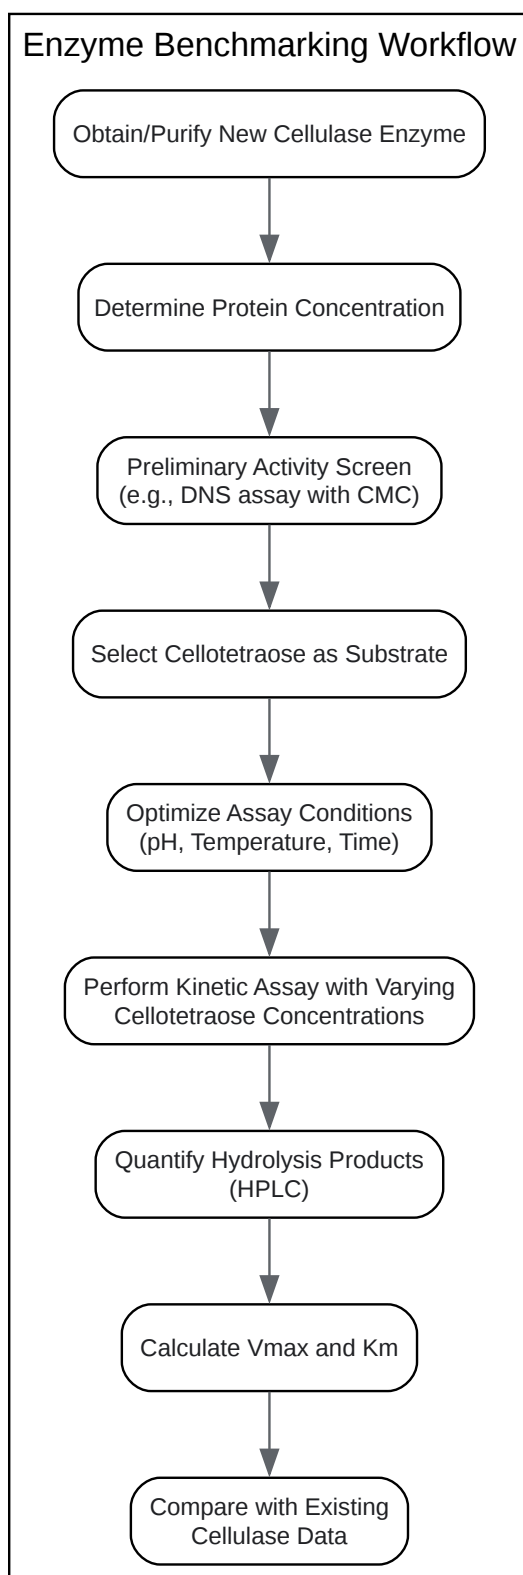 Enzyme Benchmarking Workflow
Obtain/Purify New Cellulase Enzyme
Determine Protein Concentration
Preliminary Activity Screen
(e.g., DNS assay with CMC)
Select Cellotetraose as Substrate
Optimize Assay Conditions
(pH, Temperature, Time)
Perform Kinetic Assay with Varying
Cellotetraose Concentrations
Quantify Hydrolysis Products
(HPLC)
Calculate Vmax and Km
Compare with Existing
Cellulase Data